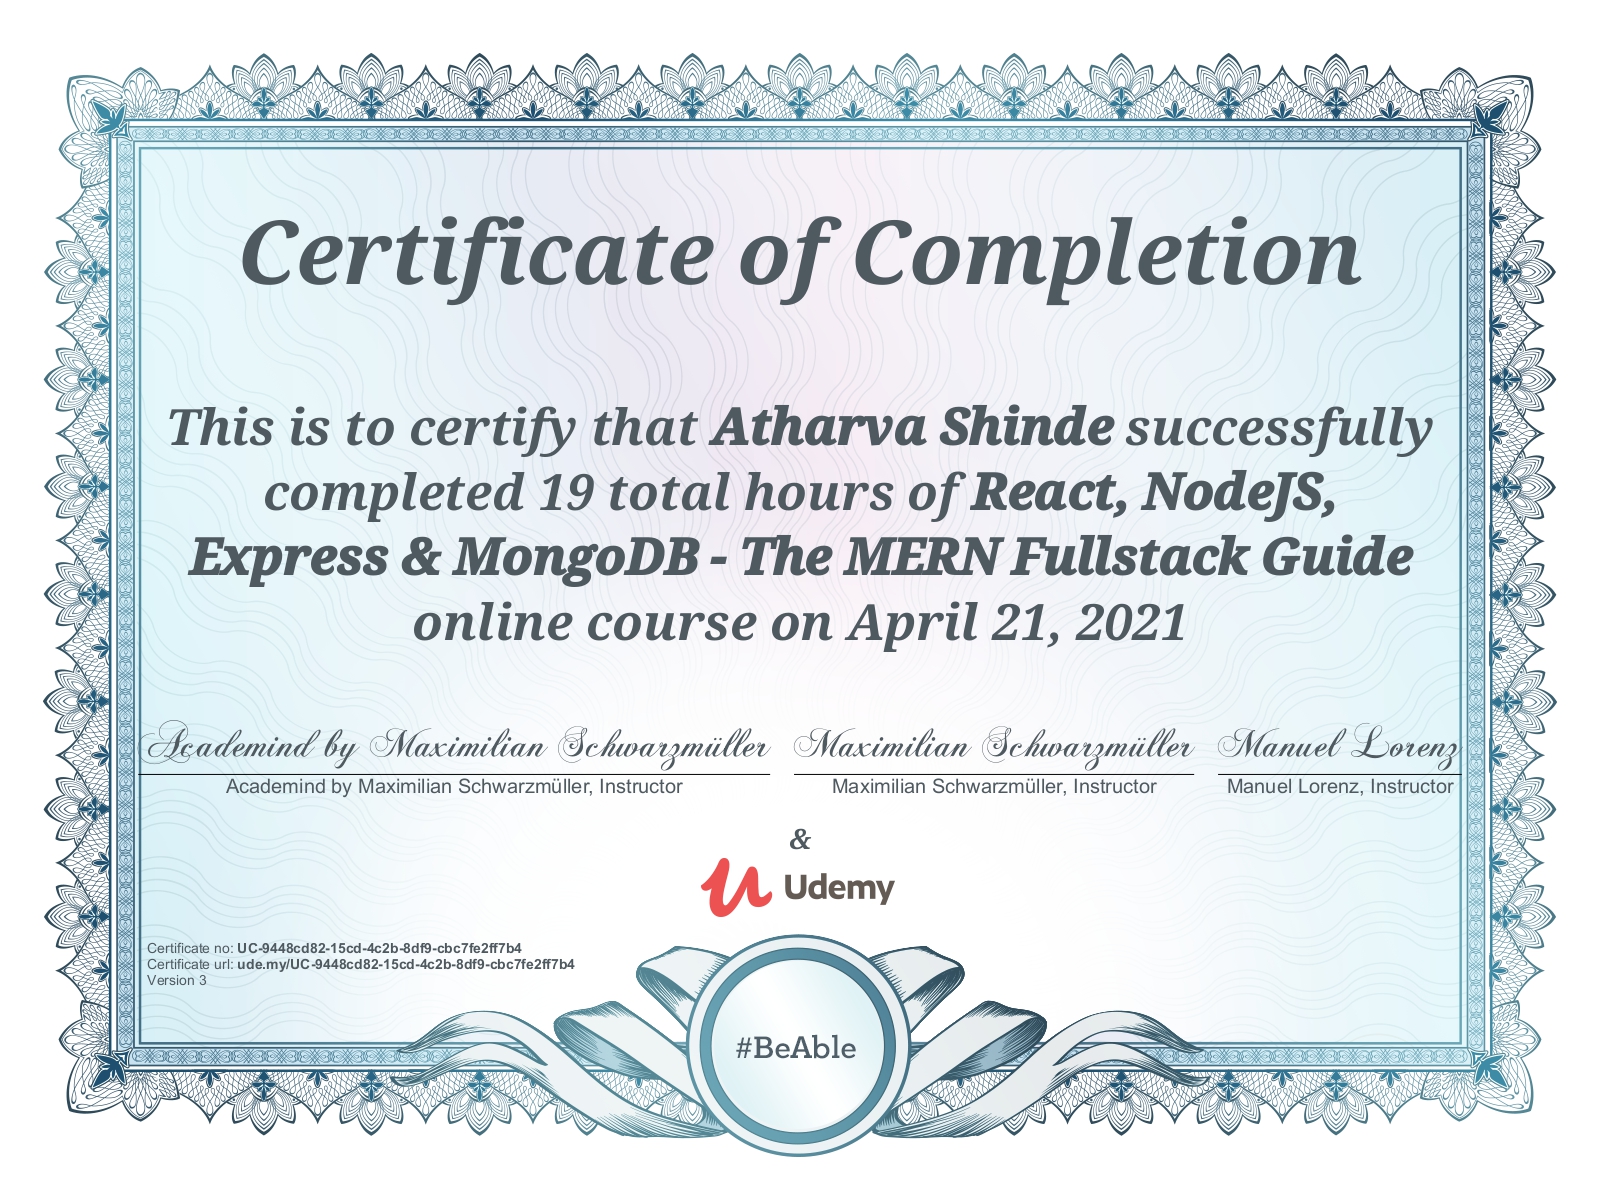 Certificate of Completion
This is to certify that Atharva Shinde successfully
completed 19 total hours of React, NodeJS,
Express & MongoDB - The MERN Fullstack Guide
online course on April 21, 2021
Academind by Maximilian Schwarzmüller Maximilian Schwarzmüller Manuel Lorenz
Academind by Maximilian Schwarzmüller, Instructor Maximilian Schwarzmüller, Instructor Manuel Lorenz, Instructor
&
Udemy
Certificate no: UC-9448cd82-15cd-4c2b-8df9-cbc7fe2ff7b4
Certificate url: ude.my/UC-9448cd82-15cd-4c2b-8df9-cbc7fe2ff7b4
Version 3
#BeAble